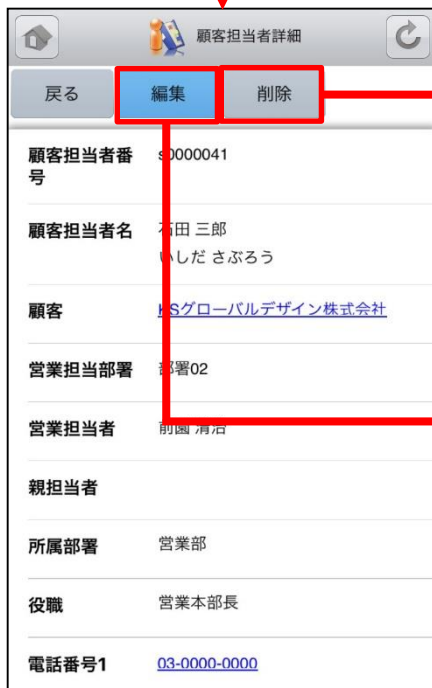 顧客担当者詳細
戻る 編集 削除
顧客担当者番号 s0000041
顧客担当者名 石田 三郎
いしだ さぶろう
顧客 KSグローバルデザイン株式会社
営業担当部署 部署02
営業担当者 前園 清治
親担当者
所属部署 営業部
役職 営業本部長
電話番号1 03-0000-0000